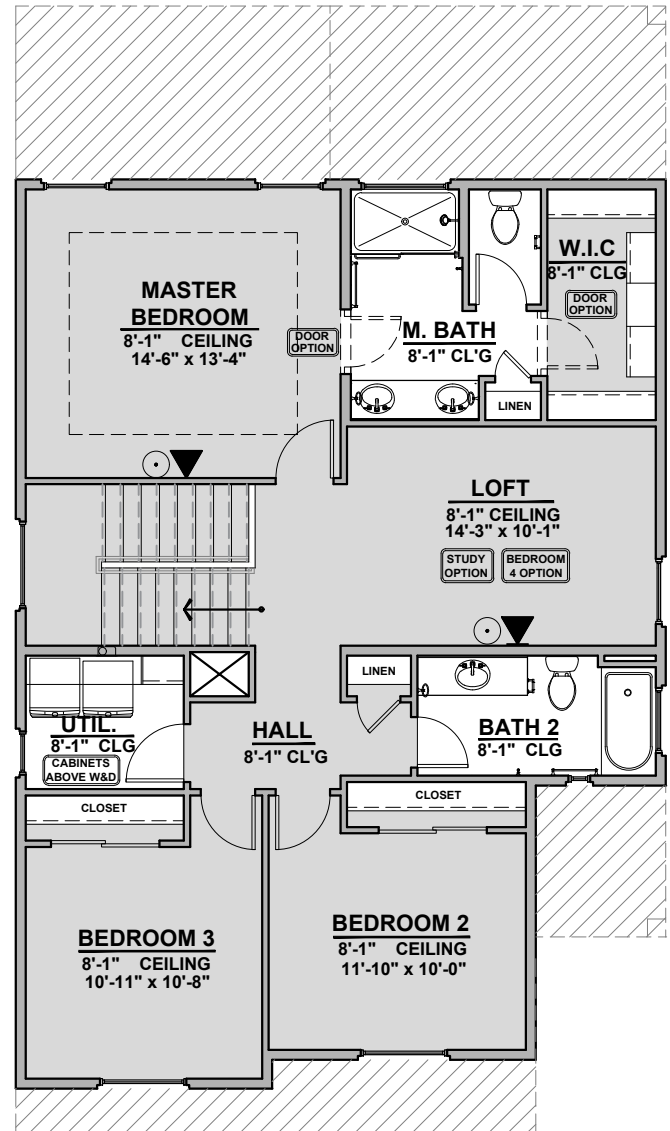 MASTER
BEDROOM
8'-1" CEILING
14'-6" x 13'-4"
DOOR
OPTION
M. BATH
8'-1" CL'G
W.I.C
8'-1" CLG
DOOR
OPTION
LINEN
LOFT
8'-1" CEILING
14'-3" x 10'-1"
STUDY
OPTION
BEDROOM
4 OPTION
UTIL.
8'-1" CLG
CABINETS
ABOVE W&D
HALL
8'-1" CL'G
LINEN
BATH 2
8'-1" CLG
CLOSET
CLOSET
BEDROOM 3
8'-1" CEILING
10'-11" x 10'-8"
BEDROOM 2
8'-1" CEILING
11'-10" x 10'-0"